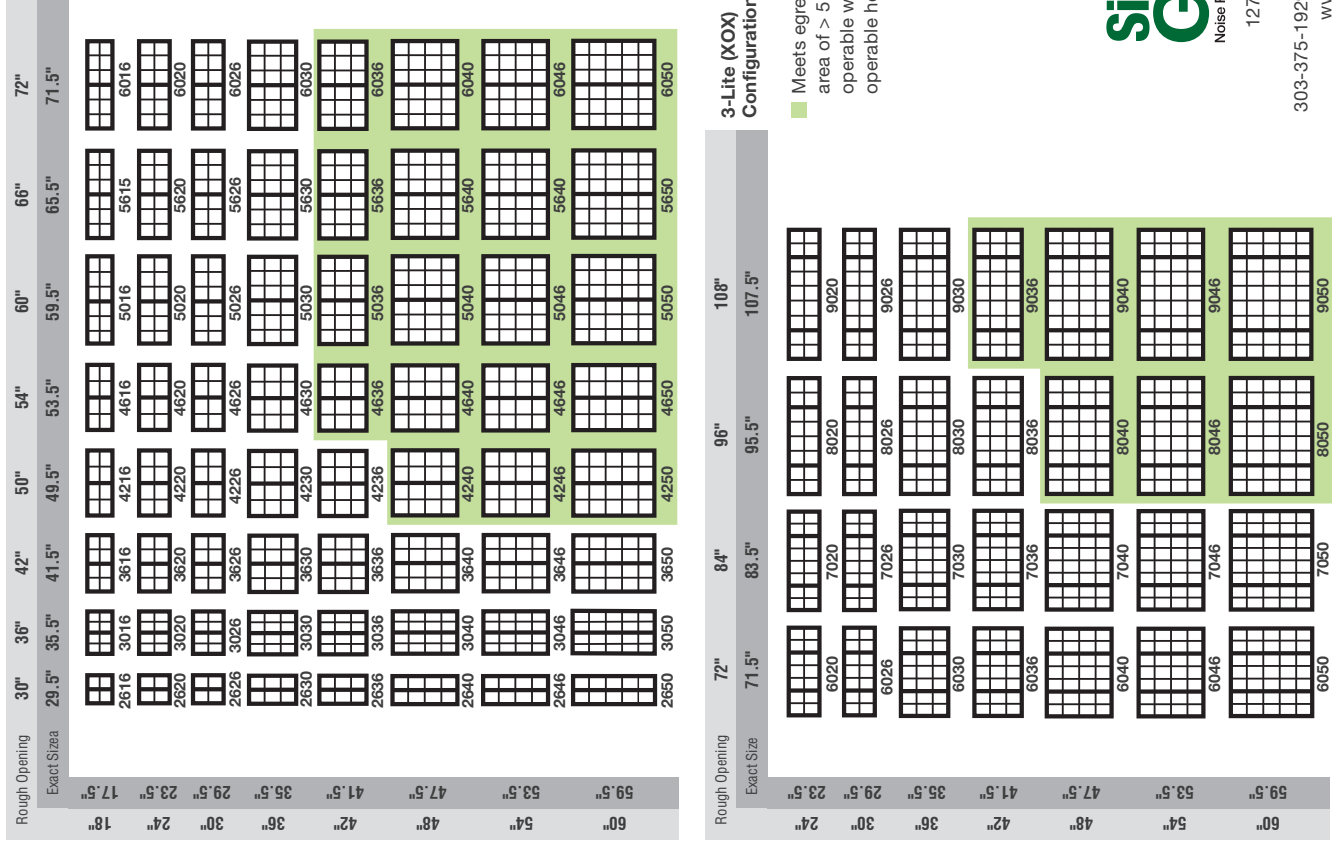 Rough Opening 30" 36" 42" 50" 54" 60" 66" 72"
Exact Sizea 29.5" 35.5" 41.5" 49.5" 53.5" 59.5" 65.5" 71.5"
18" 17.5"
2616 3016 3616 4216 4616 5016 5615 6016
24" 23.5"
2620 3020 3620 4220 4620 5020 5620 6020
30" 29.5"
2626 3026 3626 4226 4626 5026 5626 6026
36" 35.5"
2630 3030 3630 4230 4630 5030 5630 6030
42" 41.5"
2636 3036 3636 4236 4636 5036 5636 6036
48" 47.5"
2640 3040 3640 4240 4640 5040 5640 6040
54" 53.5"
2646 3046 3646 4246 4646 5046 5640 6046
60" 59.5"
2650 3050 3650 4250 4650 5050 5650 6050
3-Lite (XOX)
Configuration
Rough Opening 72" 84" 96" 108"
Exact Size 71.5" 83.5" 95.5" 107.5"
24" 23.5"
6020 7020 8020 9020
30" 29.5"
6026 7026 8026 9026
36" 35.5"
6030 7030 8030 9030
42" 41.5"
6036 7036 8036 9036
48" 47.5"
6040 7040 8040 9040
54" 53.5"
6046 7046 8046 9046
60" 59.5"
6050 7050 8050 9050
Meets egre
area of > 5
operable w
operable he
Si
G
Noise
127
303-375-192